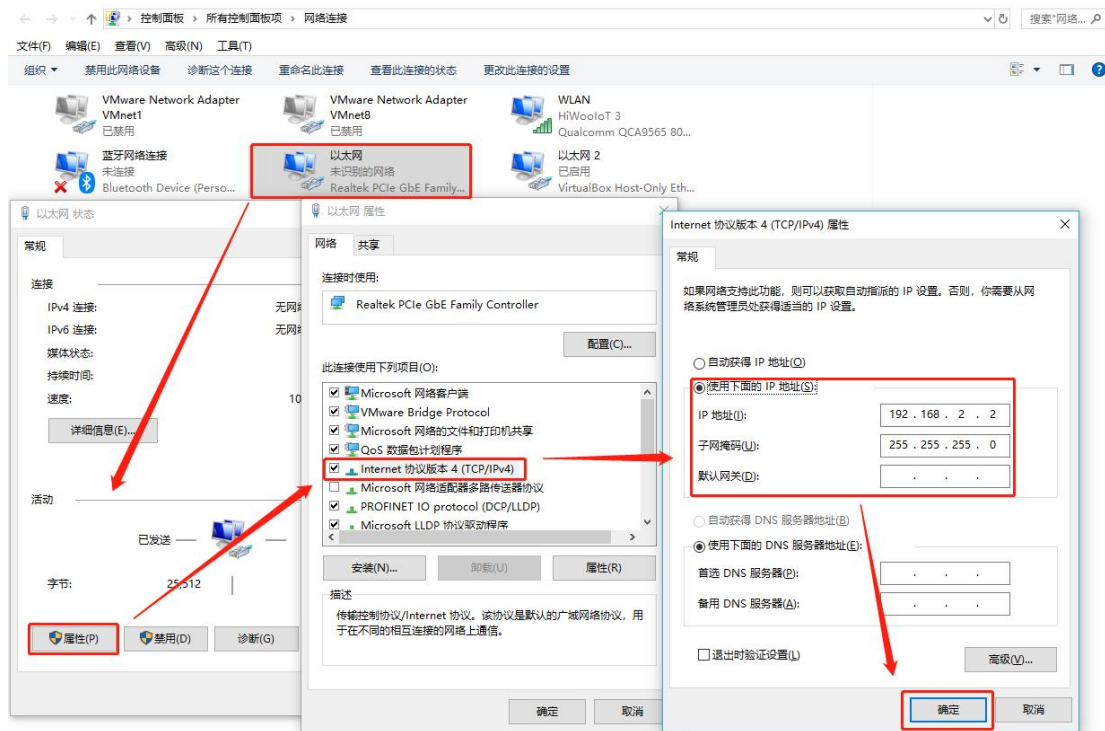 控制面板 › 所有控制面板项 › 网络连接
搜索"网络...
文件(F) 编辑(E) 查看(V) 高级(N) 工具(T)
组织 禁用此网络设备 诊断这个连接 重命名此连接 查看此连接的状态 更改此连接的设置
VMware Network Adapter
VMnet1
已禁用
VMware Network Adapter
VMnet8
已禁用
WLAN
HiWooIoT 3
Qualcomm QCA9565 80...
蓝牙网络连接
未连接
Bluetooth Device (Perso...
以太网
未识别的网络
Realtek PCIe GbE Family...
以太网 2
已启用
VirtualBox Host-Only Eth...
以太网 状态
常规
连接
IPv4 连接: 无网
IPv6 连接: 无网
媒体状态:
持续时间:
速度: 10
详细信息(E)...
活动
已发送
字节: 25,512
属性(P) 禁用(D) 诊断(G)
以太网 属性
网络 共享
连接时使用:
Realtek PCIe GbE Family Controller
配置(C)...
此连接使用下列项目(O):
Microsoft 网络客户端
VMware Bridge Protocol
Microsoft 网络的文件和打印机共享
QoS 数据包计划程序
Internet 协议版本 4 (TCP/IPv4)
Microsoft 网络适配器多路传送器协议
PROFINET IO protocol (DCP/LLDP)
Microsoft LLDP 协议驱动程序
安装(N)... 卸载(U) 属性(R)
描述
传输控制协议/Internet 协议。该协议是默认的广域网络协议，用
于在不同的相互连接的网络上通信。
确定 取消
Internet 协议版本 4 (TCP/IPv4) 属性
常规
如果网络支持此功能，则可以获取自动指派的 IP 设置。否则，你需要从网
络系统管理员处获得适当的 IP 设置。
自动获得 IP 地址(O)
使用下面的 IP 地址(S):
IP 地址(I): 192 . 168 . 2 . 2
子网掩码(U): 255 . 255 . 255 . 0
默认网关(D): . . .
自动获得 DNS 服务器地址(B)
使用下面的 DNS 服务器地址(E):
首选 DNS 服务器(P): . . .
备用 DNS 服务器(A): . . .
退出时验证设置(L)
高级(V)...
确定 取消